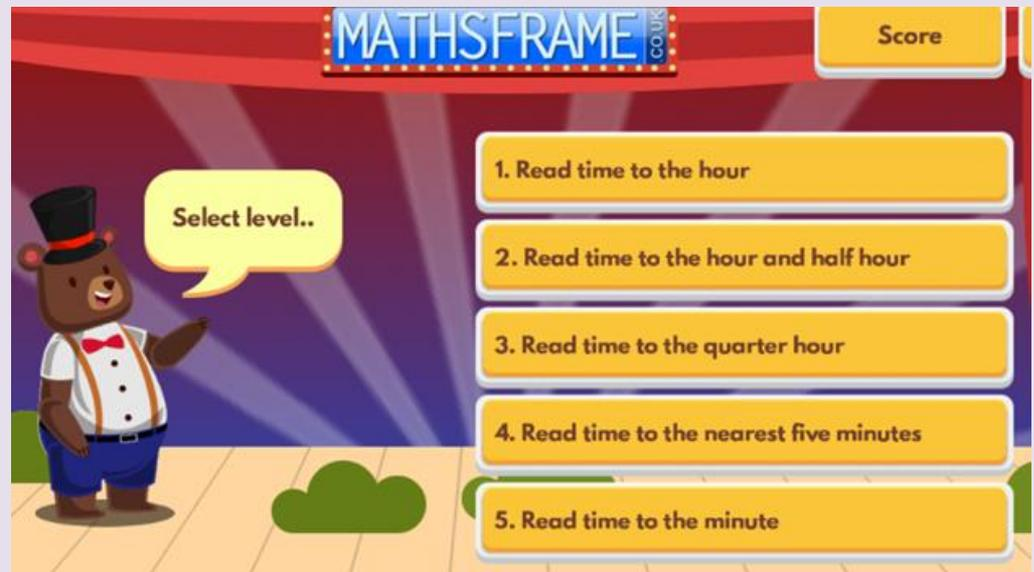 MATHSFRAME CO.UK
Score
Select level..
1. Read time to the hour
2. Read time to the hour and half hour
3. Read time to the quarter hour
4. Read time to the nearest five minutes
5. Read time to the minute